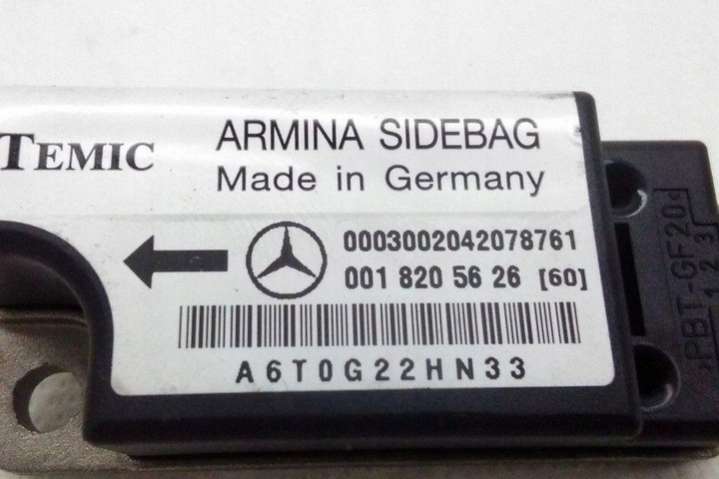 TEMIC
ARMINA SIDEBAG
Made in Germany
0003002042078761
001 820 56 26 [60]
A6T0G22HN33
>PBT-GF20<
1 2 3